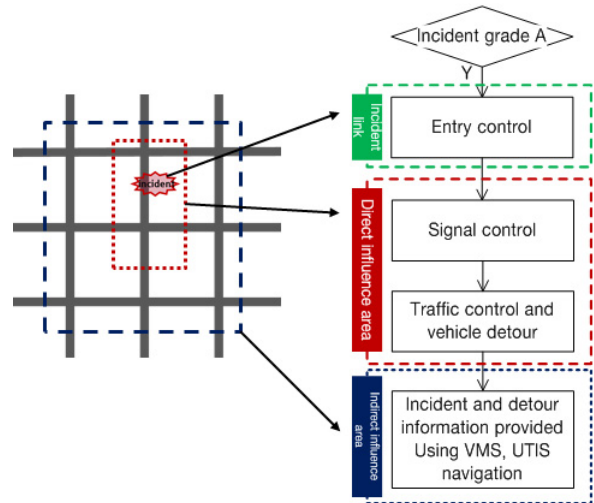 Incident grade A
Y
Incident
link
Entry control
Incident
Direct influence area
Signal control
Traffic control and
vehicle detour
Indirect influence
area
Incident and detour
information provided
Using VMS, UTIS
navigation